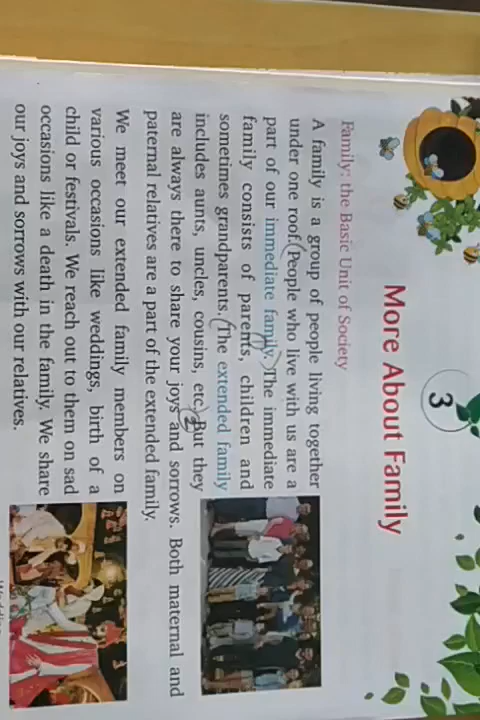 3
More About Family
Family: the Basic Unit of Society
A family is a group of people living together
under one roof. People who live with us are a
part of our immediate family. The immediate
family consists of parents, children and
sometimes grandparents. The extended family
includes aunts, uncles, cousins, etc. But they
are always there to share your joys and sorrows. Both maternal and
paternal relatives are a part of the extended family.
We meet our extended family members on
various occasions like weddings, birth of a
child or festivals. We reach out to them on sad
occasions like a death in the family. We share
our joys and sorrows with our relatives.